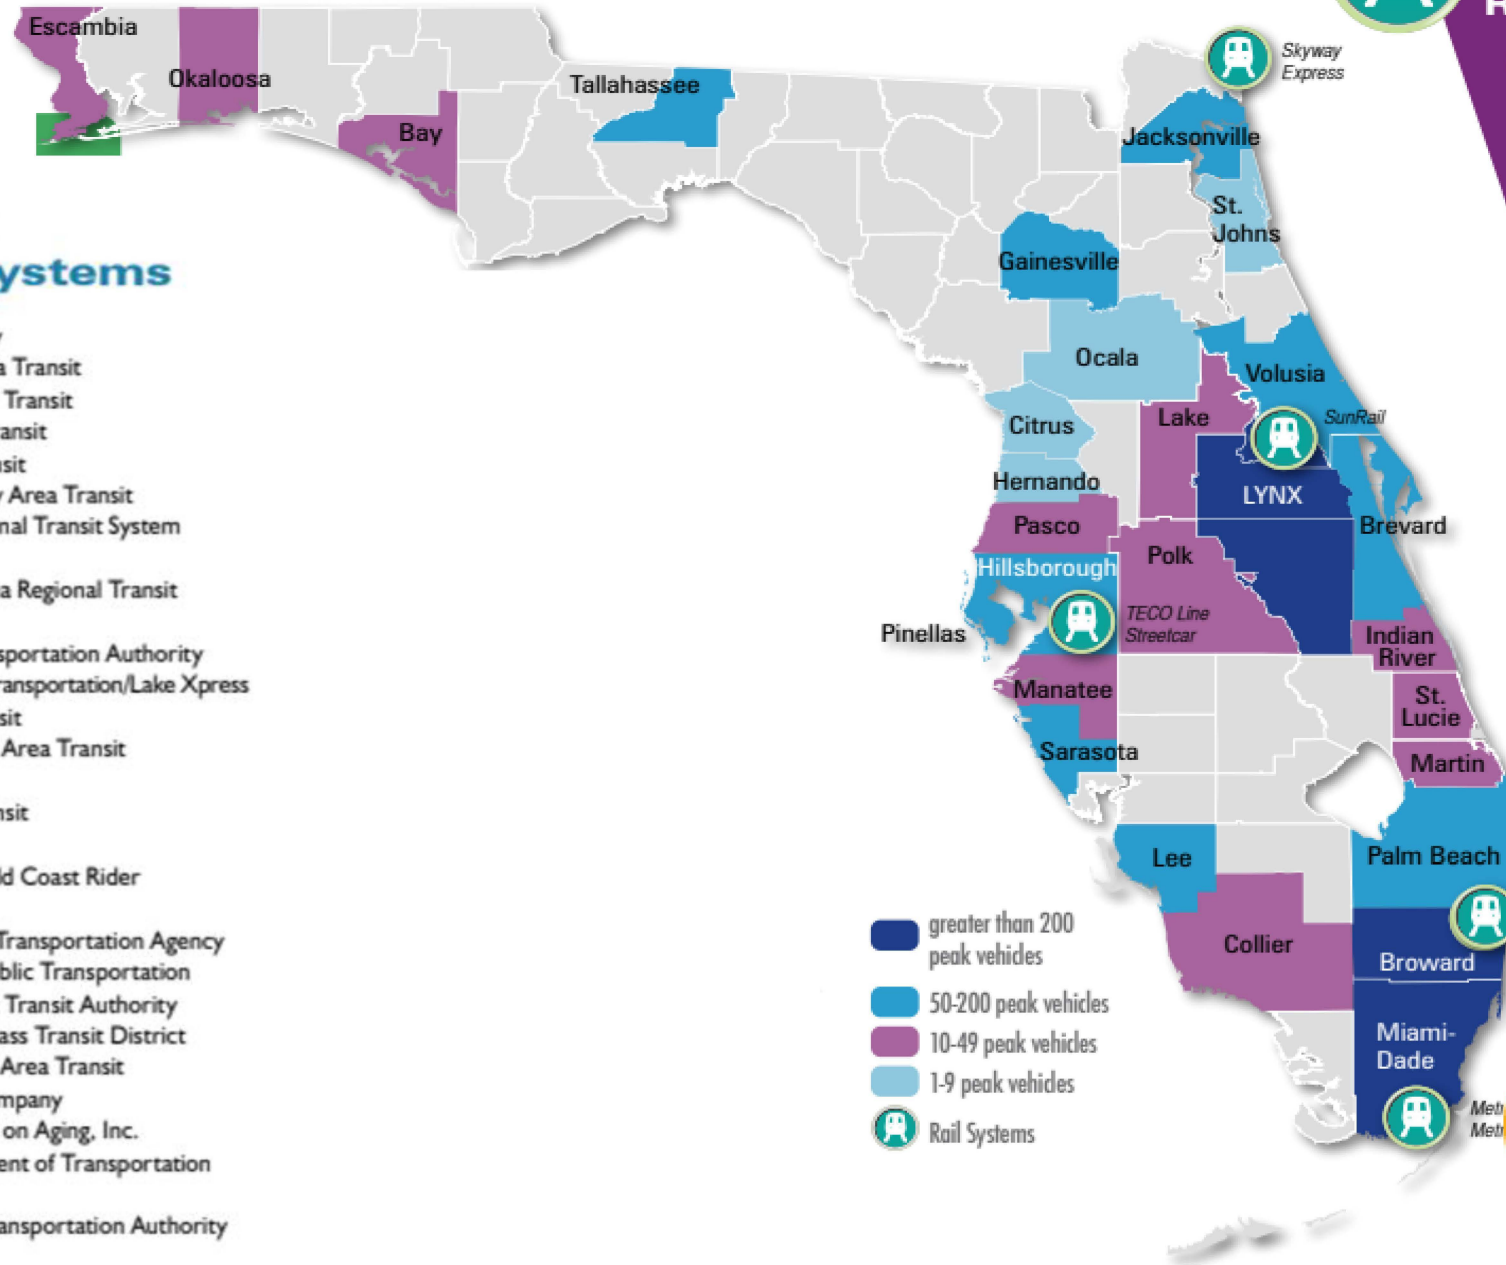 Escambia
Okaloosa
Bay
Tallahassee
Skyway
Express
Jacksonville
St.
Johns
Gainesville
Ocala
Volusia
Citrus
Lake
SunRail
Hernando
LYNX
Pasco
Brevard
Polk
Hillsborough
TECO Line
Streetcar
Pinellas
Indian
River
Manatee
St.
Lucie
Sarasota
Martin
Lee
Palm Beach
Collier
Broward
Miami-
Dade
Metr
Metr
greater than 200
peak vehicles
50-200 peak vehicles
10-49 peak vehicles
1-9 peak vehicles
Rail Systems
ystems
y
a Transit
Transit
ansit
sit
y Area Transit
nal Transit System
a Regional Transit
sportation Authority
ransportation/Lake Xpress
sit
Area Transit
nsit
ld Coast Rider
Transportation Agency
blic Transportation
Transit Authority
ass Transit District
Area Transit
mpany
on Aging, Inc.
ent of Transportation
ansportation Authority